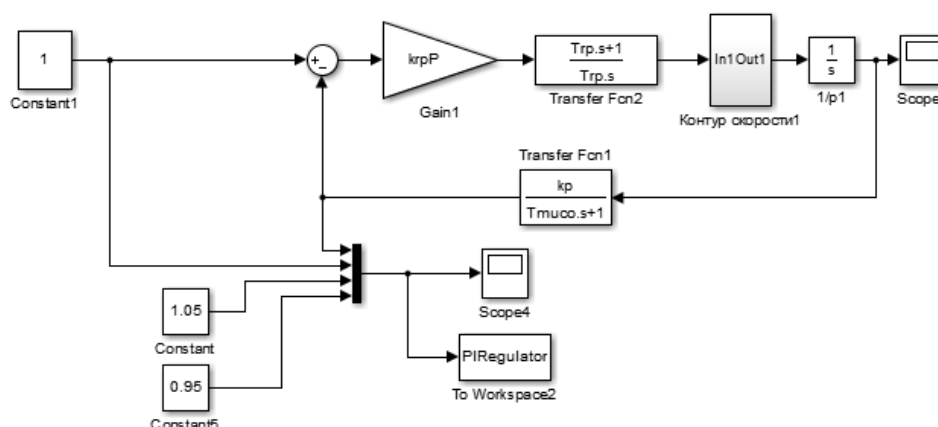 1
Constant1
+
−
krpP
Gain1
Trp.s+1
Trp.s
Transfer Fcn2
In1 Out1
Контур скорости1
1
s
1/p1
Scope
Transfer Fcn1
kp
Tmuco.s+1
1.05
Constant
0.95
Constant5
Scope4
PIRegulator
To Workspace2